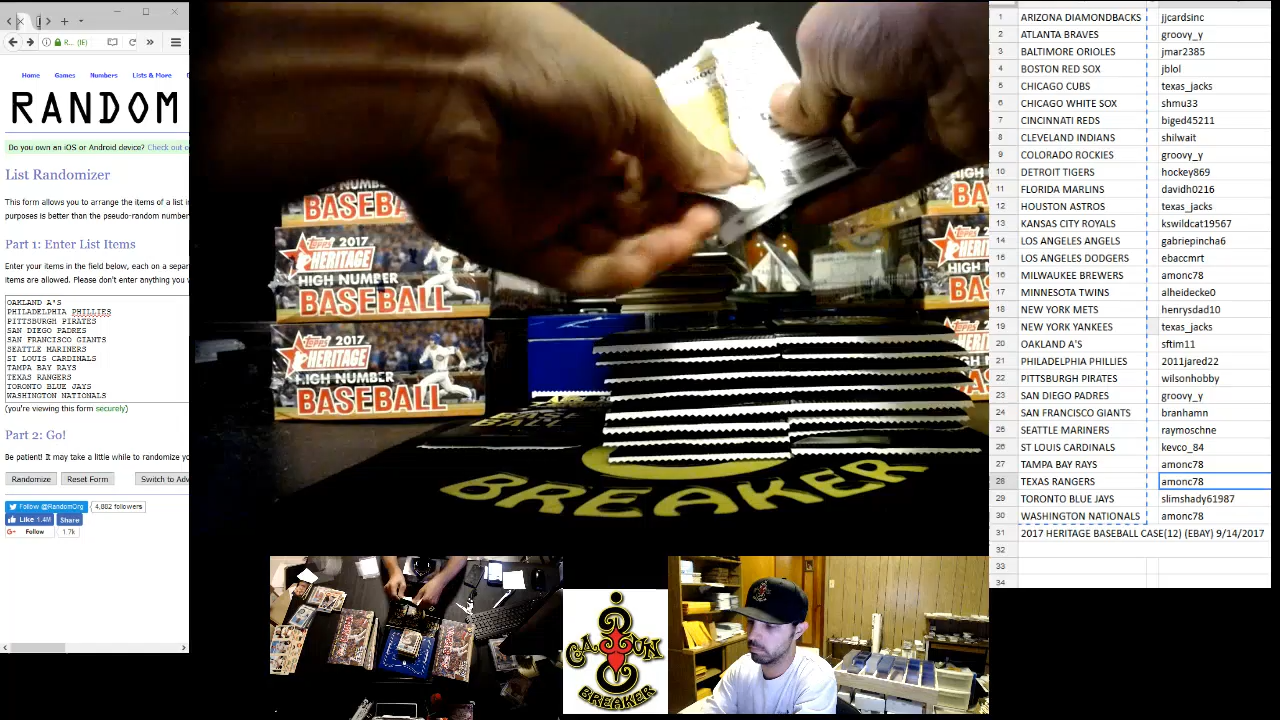 R... (IE)
Home Games Numbers Lists & More
RANDOM
Do you own an iOS or Android device? Check out o
List Randomizer
This form allows you to arrange the items of a list i
purposes is better than the pseudo-random number
Part 1: Enter List Items
Enter your items in the field below, each on a separ
items are allowed. Please don't enter anything you w
OAKLAND A'S
PHILADELPHIA PHILLIES
PITTSBURGH PIRATES
SAN DIEGO PADRES
SAN FRANCISCO GIANTS
SEATTLE MARINERS
ST LOUIS CARDINALS
TAMPA BAY RAYS
TEXAS RANGERS
TORONTO BLUE JAYS
WASHINGTON NATIONALS
(you're viewing this form securely)
Part 2: Go!
Be patient! It may take a little while to randomize yo
Randomize Reset Form Switch to Adv
Follow @RandomOrg 4,882 followers
Like 1.4M Share
Follow 1.7k
BASEBALL
Topps 2017
HERITAGE
HIGH NUMBER
BASEBALL
Topps 2017
HERITAGE
HIGH NUMBER
BASEBALL
HERITAGE
BREAKER
CAJUN
BREAKER
1 ARIZONA DIAMONDBACKS jjcardsinc
2 ATLANTA BRAVES groovy_y
3 BALTIMORE ORIOLES jmar2385
4 BOSTON RED SOX jblol
5 CHICAGO CUBS texas_jacks
6 CHICAGO WHITE SOX shmu33
7 CINCINNATI REDS biged45211
8 CLEVELAND INDIANS shilwait
9 COLORADO ROCKIES groovy_y
10 DETROIT TIGERS hockey869
11 FLORIDA MARLINS davidh0216
12 HOUSTON ASTROS texas_jacks
13 KANSAS CITY ROYALS kswildcat19567
14 LOS ANGELES ANGELS gabriepincha6
15 LOS ANGELES DODGERS ebaccmrt
16 MILWAUKEE BREWERS amonc78
17 MINNESOTA TWINS alheidecke0
18 NEW YORK METS henrysdad10
19 NEW YORK YANKEES texas_jacks
20 OAKLAND A'S sftim11
21 PHILADELPHIA PHILLIES 2011jared22
22 PITTSBURGH PIRATES wilsonhobby
23 SAN DIEGO PADRES groovy_y
24 SAN FRANCISCO GIANTS branhamn
25 SEATTLE MARINERS raymoschne
26 ST LOUIS CARDINALS kevco_84
27 TAMPA BAY RAYS amonc78
28 TEXAS RANGERS amonc78
29 TORONTO BLUE JAYS slimshady61987
30 WASHINGTON NATIONALS amonc78
31 2017 HERITAGE BASEBALL CASE(12) (EBAY) 9/14/2017
32
33
34